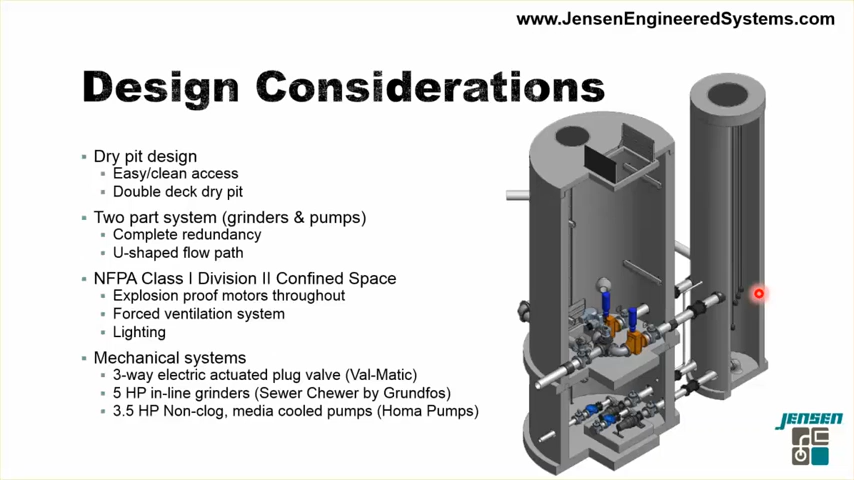 www.JensenEngineeredSystems.com
Design Considerations
Dry pit design
Easy/clean access
Double deck dry pit
Two part system (grinders & pumps)
Complete redundancy
U-shaped flow path
NFPA Class I Division II Confined Space
Explosion proof motors throughout
Forced ventilation system
Lighting
Mechanical systems
3-way electric actuated plug valve (Val-Matic)
5 HP in-line grinders (Sewer Chewer by Grundfos)
3.5 HP Non-clog, media cooled pumps (Homa Pumps)
JENSEN